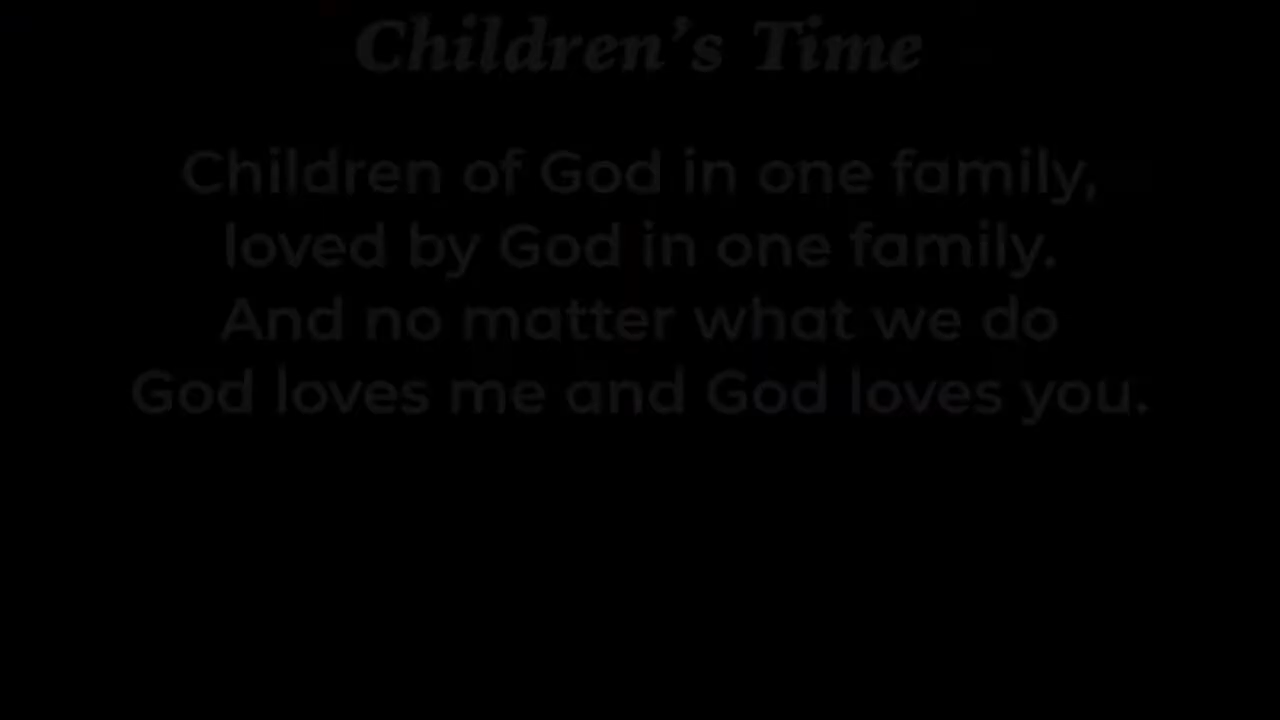 Children’s Time
Children of God in one family,
loved by God in one family.
And no matter what we do
God loves me and God loves you.